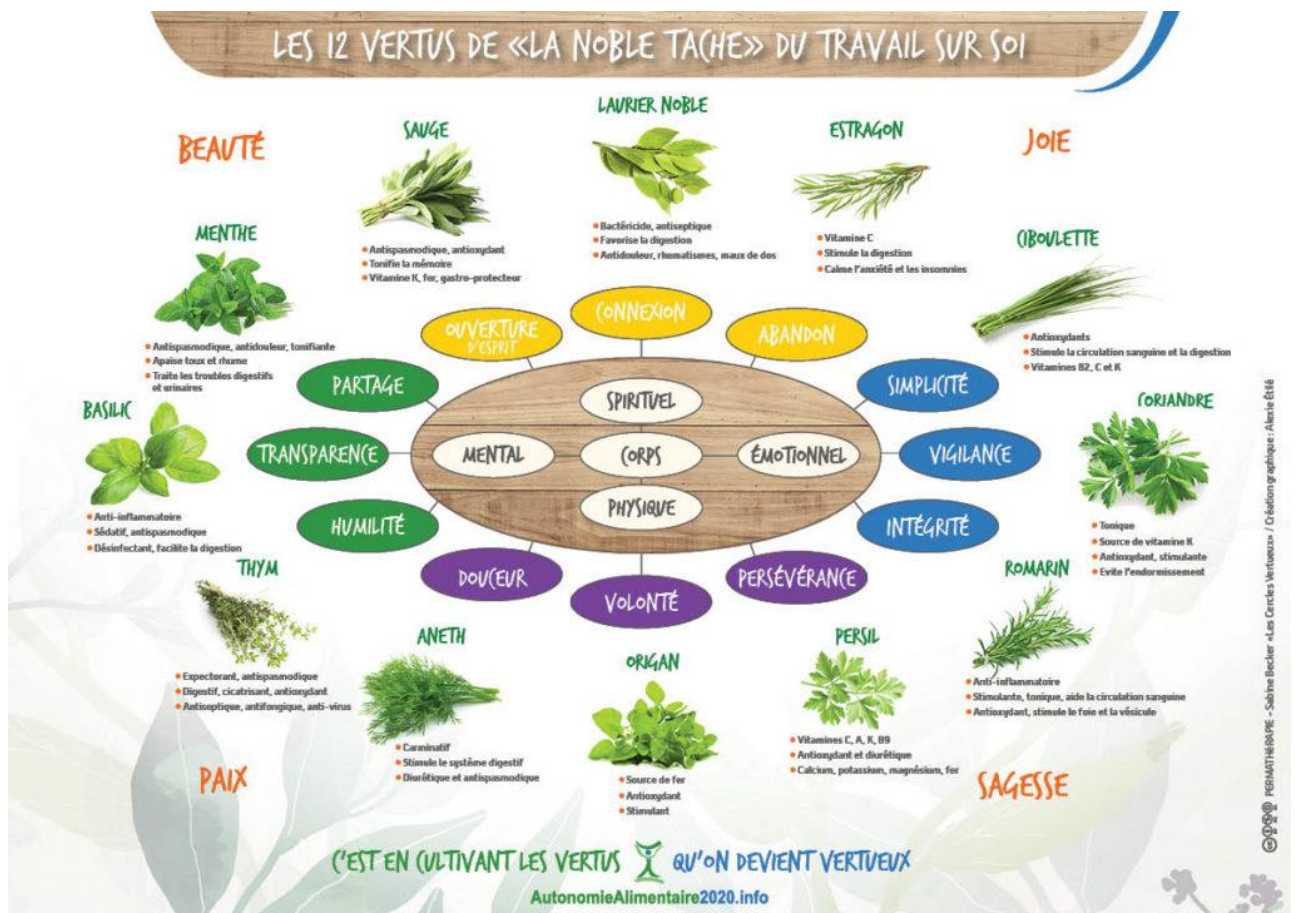 LES 12 VERTUS DE «LA NOBLE TACHE» DU TRAVAIL SUR SOI
BEAUTÉ
JOIE
LAURIER NOBLE
• Bactéricide, antiseptique
• Favorise la digestion
• Antidouleur, rhumatismes, maux de dos
SAUGE
• Antispasmodique, antioxydant
• Tonifie la mémoire
• Vitamine K, fer, gastro-protecteur
ESTRAGON
• Vitamine C
• Stimule la digestion
• Calme l'anxiété et les insomnies
MENTHE
• Antispasmodique, antidouleur, tonifiante
• Apaise toux et rhume
• Traite les troubles digestifs
et urinaires
CIBOULETTE
• Antioxydants
• Stimule la circulation sanguine et la digestion
• Vitamines B2, C et K
BASILIC
• Anti-inflammatoire
• Sédatif, antispasmodique
• Désinfectant, facilite la digestion
CORIANDRE
• Tonique
• Source de vitamine K
• Antioxydant, stimulante
• Evite l'endormissement
CONNEXION
OUVERTURE
D'ESPRIT
ABANDON
PARTAGE
SIMPLICITÉ
TRANSPARENCE
VIGILANCE
HUMILITÉ
INTÉGRITÉ
DOUCEUR
VOLONTÉ
PERSÉVÉRANCE
SPIRITUEL
MENTAL
CORPS
ÉMOTIONNEL
PHYSIQUE
THYM
• Expectorant, antispasmodique
• Digestif, cicatrisant, antioxydant
• Antiseptique, antifongique, anti-virus
ANETH
• Carminatif
• Stimule le système digestif
• Diurétique et antispasmodique
ORIGAN
• Source de fer
• Antioxydant
• Stimulant
PERSIL
• Vitamines C, A, K, B9
• Antioxydant et diurétique
• Calcium, potassium, magnésium, fer
ROMARIN
• Anti-inflammatoire
• Stimulante, tonique, aide la circulation sanguine
• Antioxydant, stimule le foie et la vésicule
PAIX
SAGESSE
C'EST EN CULTIVANT LES VERTUS QU'ON DEVIENT VERTUEUX
AutonomieAlimentaire2020.info
PERMATHéRAPIE - Sabine Becker «Les Cercles Vertueux» / Création graphique : Alexie Étilé